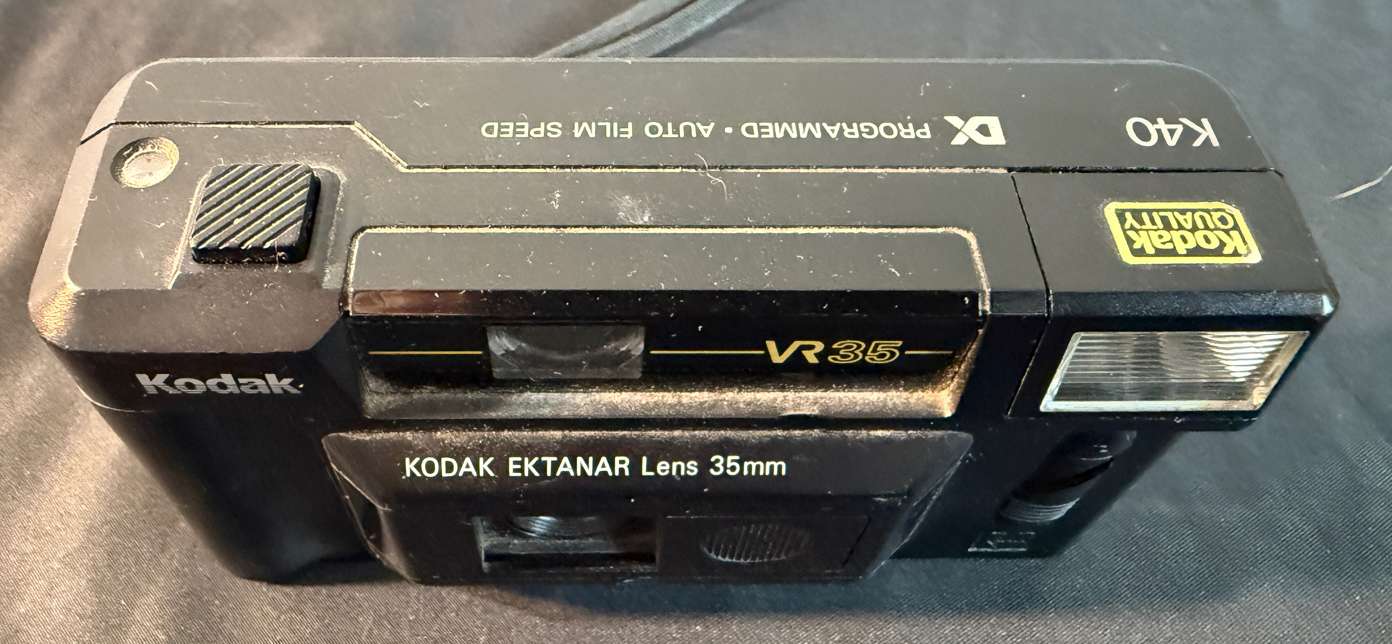 K40
DX PROGRAMMED • AUTO FILM SPEED
Kodak
QUALITY
VR35
Kodak
KODAK EKTANAR Lens 35mm